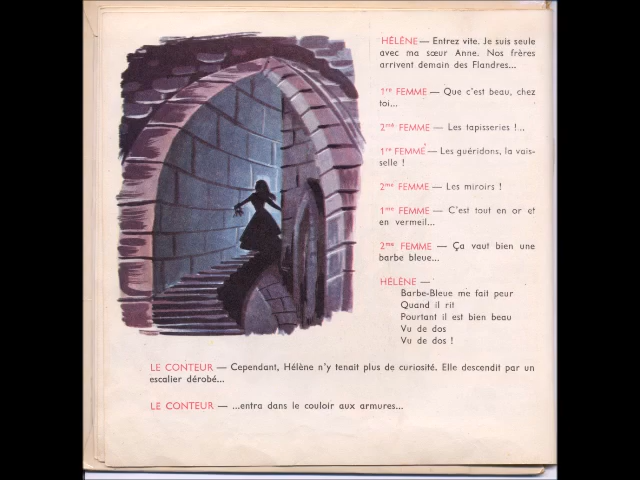 HÉLÈNE — Entrez vite. Je suis seule
avec ma sœur Anne. Nos frères
arrivent demain des Flandres...
1re FEMME — Que c'est beau, chez
toi...
2me FEMME — Les tapisseries !...
1re FEMME — Les guéridons, la vais-
selle !
2me FEMME — Les miroirs !
1me FEMME — C'est tout en or et
en vermeil...
2me FEMME — Ça vaut bien une
barbe bleue...
HÉLÈNE —
Barbe-Bleue me fait peur
Quand il rit
Pourtant il est bien beau
Vu de dos
Vu de dos !
LE CONTEUR — Cependant, Hélène n'y tenait plus de curiosité. Elle descendit par un
escalier dérobé...
LE CONTEUR — ...entra dans le couloir aux armures...